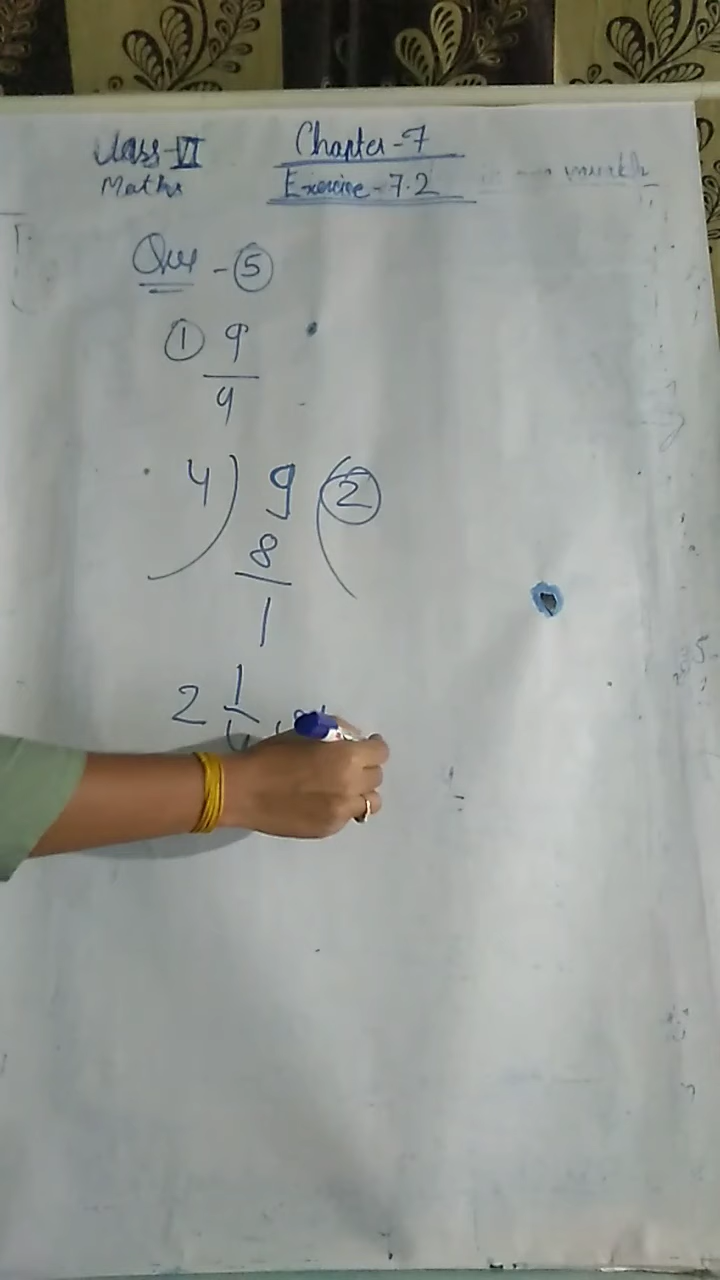 Class-VI
Maths
Chapter-7
Exercise-7.2
Que - 5
1 9
4
4 ) 9 ( 2
8
1
2 1